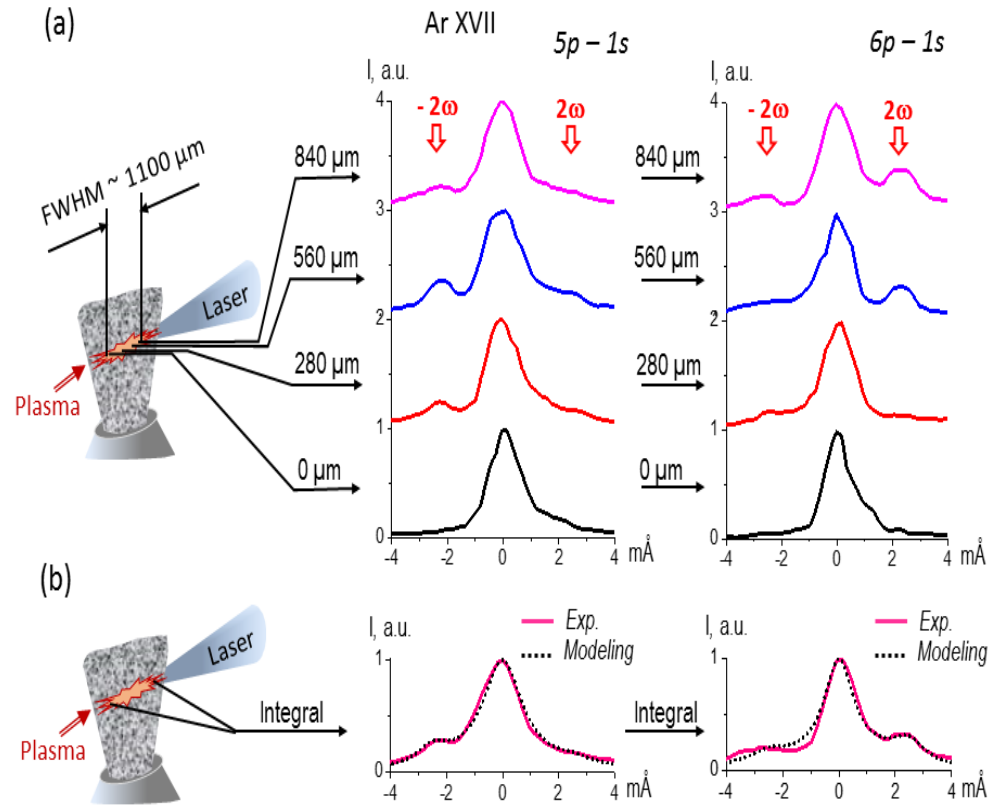 (a)
Ar XVII
5p – 1s
6p – 1s
I, a.u.
I, a.u.
4
3
2
1
0
- 2ω
2ω
4
3
2
1
0
- 2ω
2ω
FWHM ~ 1100 µm
840 µm
560 µm
280 µm
0 µm
840 µm
560 µm
280 µm
0 µm
Laser
Plasma
-4 -2 0 2 4 mÅ
-4 -2 0 2 4 mÅ
(b)
I, a.u.
Exp.
Modeling
I, a.u.
Exp.
Modeling
1
0
1
0
Laser
Plasma
Integral
Integral
-4 -2 0 2 4 mÅ
-4 -2 0 2 4 mÅ